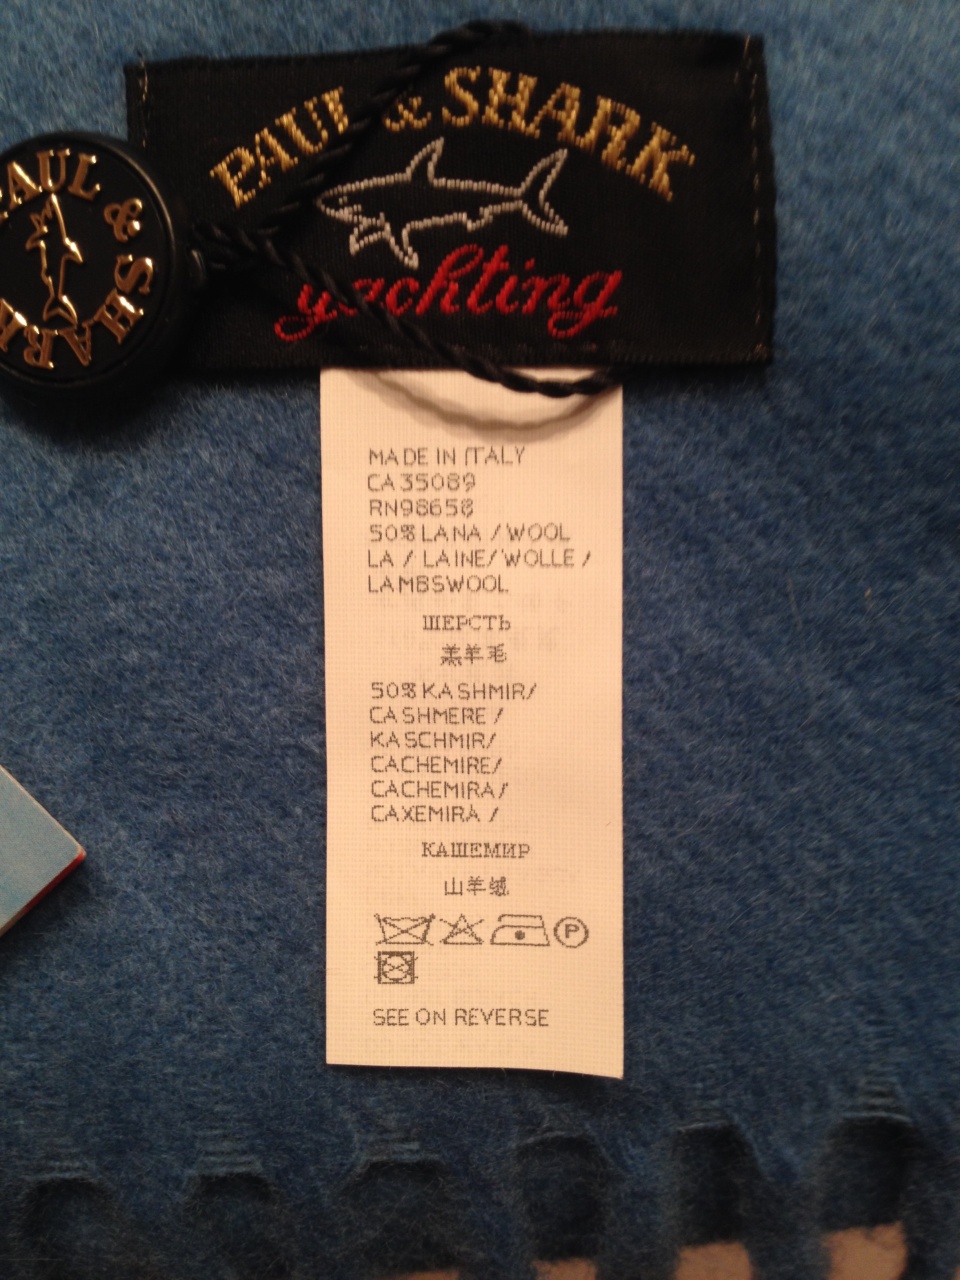 PAUL & SHARK
yachting
PAUL & SHARK
MADE IN ITALY
CA35089
RN98658
50% LANA / WOOL
LA / LAINE/ WOLLE /
LAMBSWOOL
ШЕРСТЬ
羔羊毛
50% KASHMIR/
CASHMERE /
KASCHMIR/
CACHEMIRE/
CACHEMIRA/
CAXEMIRA /
КАШЕМИР
山羊绒
P
SEE ON REVERSE